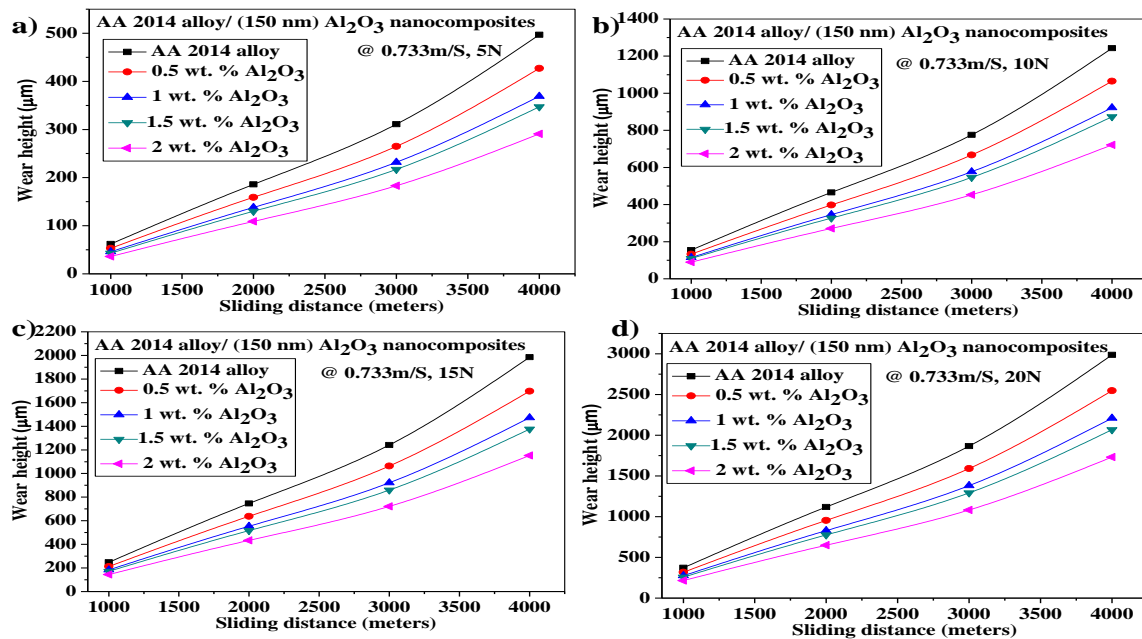 a)
AA 2014 alloy/ (150 nm) Al₂O₃ nanocomposites
@ 0.733m/S, 5N
AA 2014 alloy
0.5 wt. % Al₂O₃
1 wt. % Al₂O₃
1.5 wt. % Al₂O₃
2 wt. % Al₂O₃
Wear height (μm)
500
400
300
200
100
0
1000 1500 2000 2500 3000 3500 4000
Sliding distance (meters)
b)
AA 2014 alloy/ (150 nm) Al₂O₃ nanocomposites
@ 0.733m/S, 10N
AA 2014 alloy
0.5 wt. % Al₂O₃
1 wt. % Al₂O₃
1.5 wt. % Al₂O₃
2 wt. % Al₂O₃
Wear height (μm)
1400
1200
1000
800
600
400
200
0
1000 1500 2000 2500 3000 3500 4000
Sliding distance (meters)
c)
AA 2014 alloy/ (150 nm) Al₂O₃ nanocomposites
@ 0.733m/S, 15N
AA 2014 alloy
0.5 wt. % Al₂O₃
1 wt. % Al₂O₃
1.5 wt. % Al₂O₃
2 wt. % Al₂O₃
Wear height (μm)
2200
2000
1800
1600
1400
1200
1000
800
600
400
200
0
1000 1500 2000 2500 3000 3500 4000
Sliding distance (meters)
d)
AA 2014 alloy/ (150 nm) Al₂O₃ nanocomposites
@ 0.733m/S, 20N
AA 2014 alloy
0.5 wt. % Al₂O₃
1 wt. % Al₂O₃
1.5 wt. % Al₂O₃
2 wt. % Al₂O₃
Wear height (μm)
3000
2500
2000
1500
1000
500
0
1000 1500 2000 2500 3000 3500 4000
Sliding distance (meters)